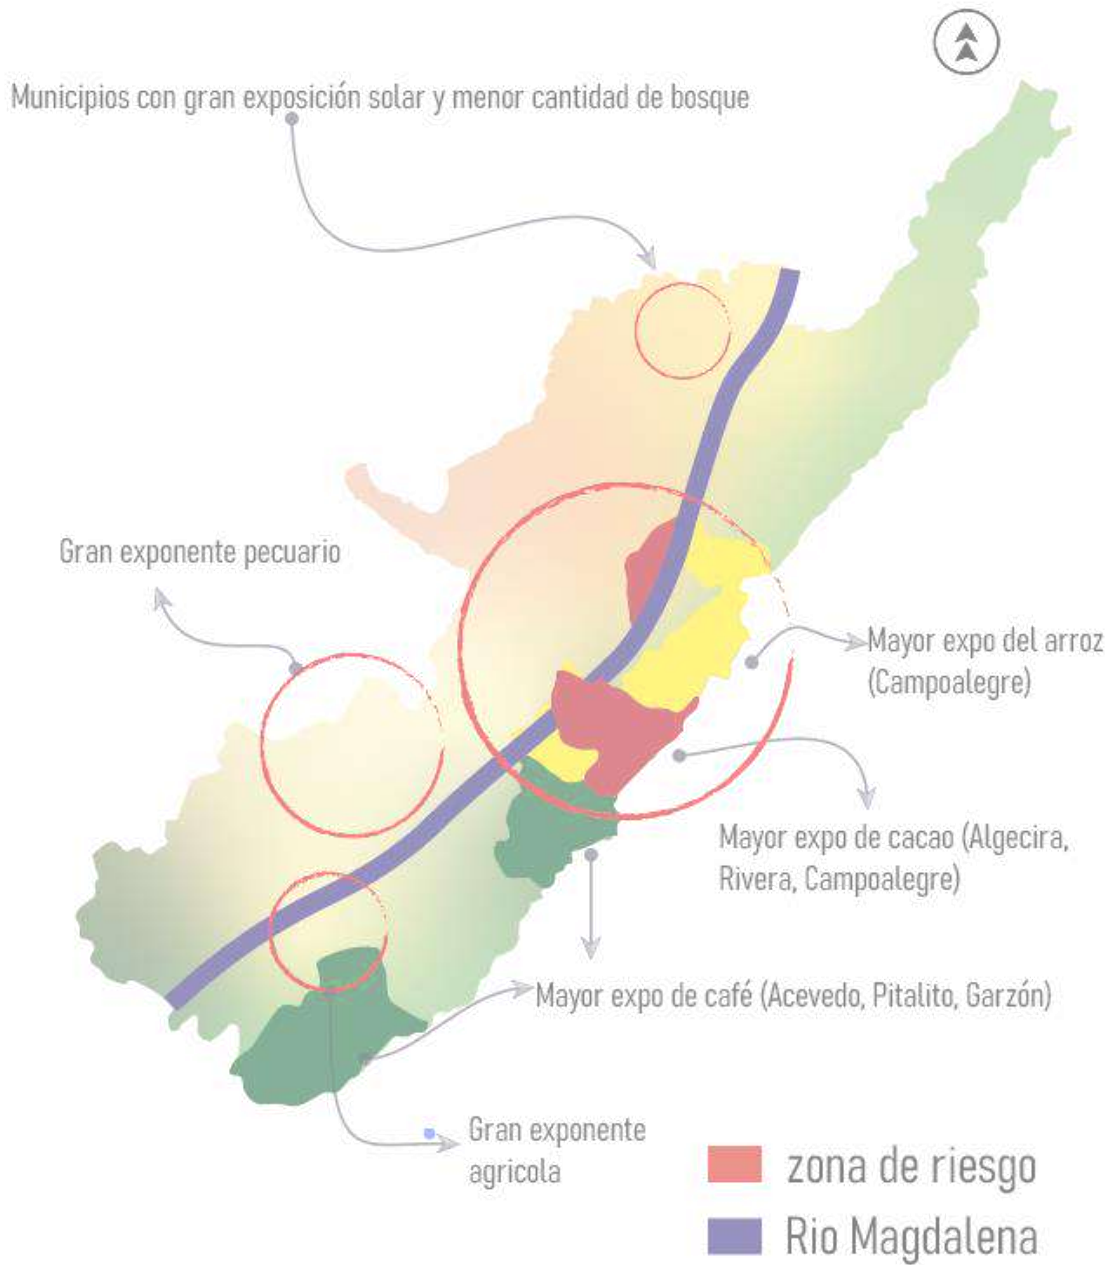 Municipios con gran exposición solar y menor cantidad de bosque
Gran exponente pecuario
Mayor expo del arroz
(Campoalegre)
Mayor expo de cacao (Algecira,
Rivera, Campoalegre)
Mayor expo de café (Acevedo, Pitalito, Garzón)
Gran exponente
agricola
zona de riesgo
Rio Magdalena